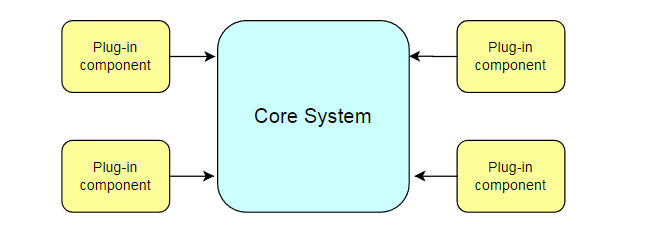 Plug-in
component
Plug-in
component
Core System
Plug-in
component
Plug-in
component